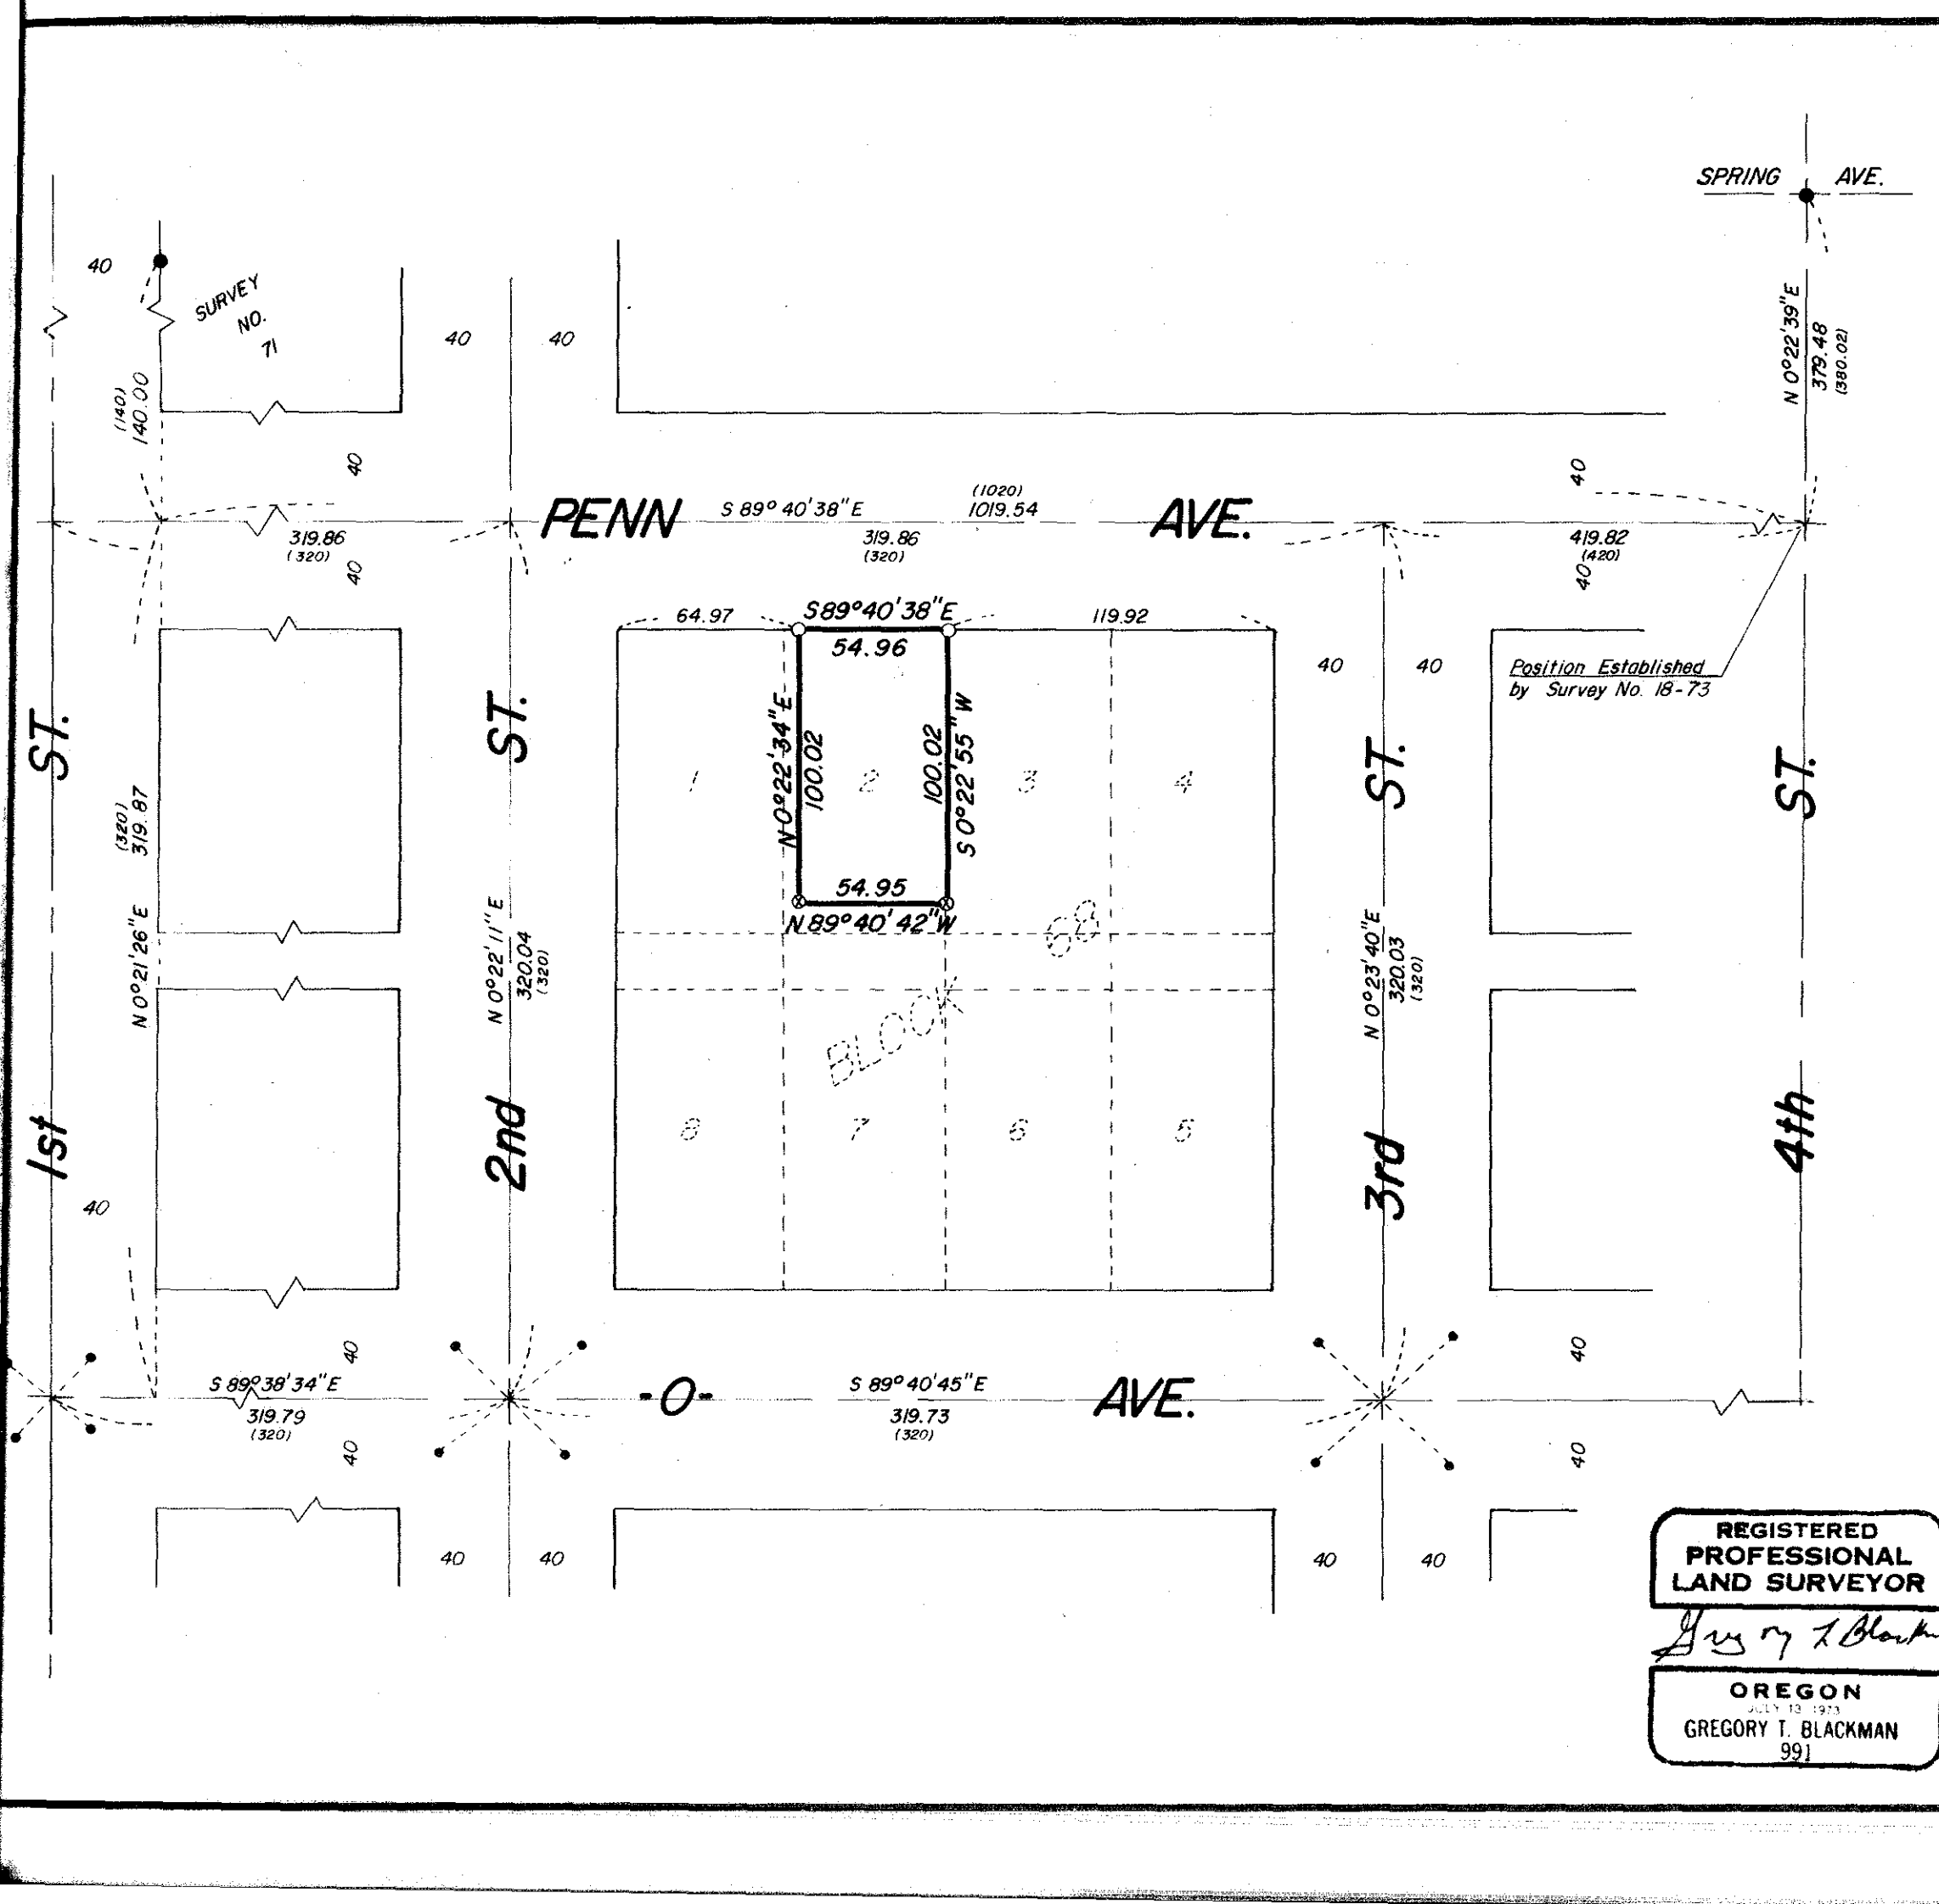 SPRING AVE.
40
SURVEY
NO.
71
40 40
N 0°22'39"E
379.48
(380.02)
(140)
140.00
40
40
PENN AVE.
S 89°40'38"E
(1020)
1019.54
319.86
(320)
40
319.86
(320)
419.82
(420)
40
64.97
S 89°40'38"E
54.96
119.92
40 40
Position Established
by Survey No. 18-73
1st ST.
2nd ST.
3rd ST.
4th ST.
N 0°22'34"E
100.02
100.02
S 0°22'55"W
1 2 3 4
(320)
319.87
N 0°21'26"E
54.95
N 89°40'42"W
N 0°22'11"E
320.04
(320)
BLOCK 68
N 0°23'40"E
320.03
(320)
8 7 6 5
40
40
40
S 89°38'34"E
319.79
(320)
-O- AVE.
S 89°40'45"E
319.73
(320)
40
40
40 40
40 40
REGISTERED
PROFESSIONAL
LAND SURVEYOR
OREGON
JULY 13 1973
GREGORY T. BLACKMAN
991